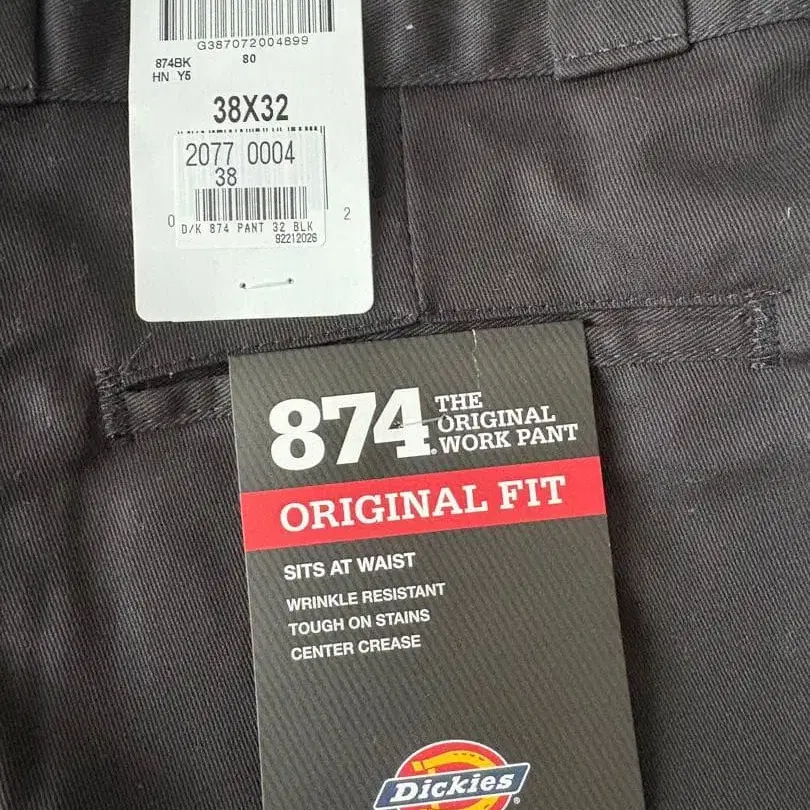 G387072004899
874BK 80
HN Y5
38X32
2077 0004
38
0 2
D/K 874 PANT 32 BLK
92212026
874. THE
ORIGINAL
WORK PANT
ORIGINAL FIT
SITS AT WAIST
WRINKLE RESISTANT
TOUGH ON STAINS
CENTER CREASE
Dickies®